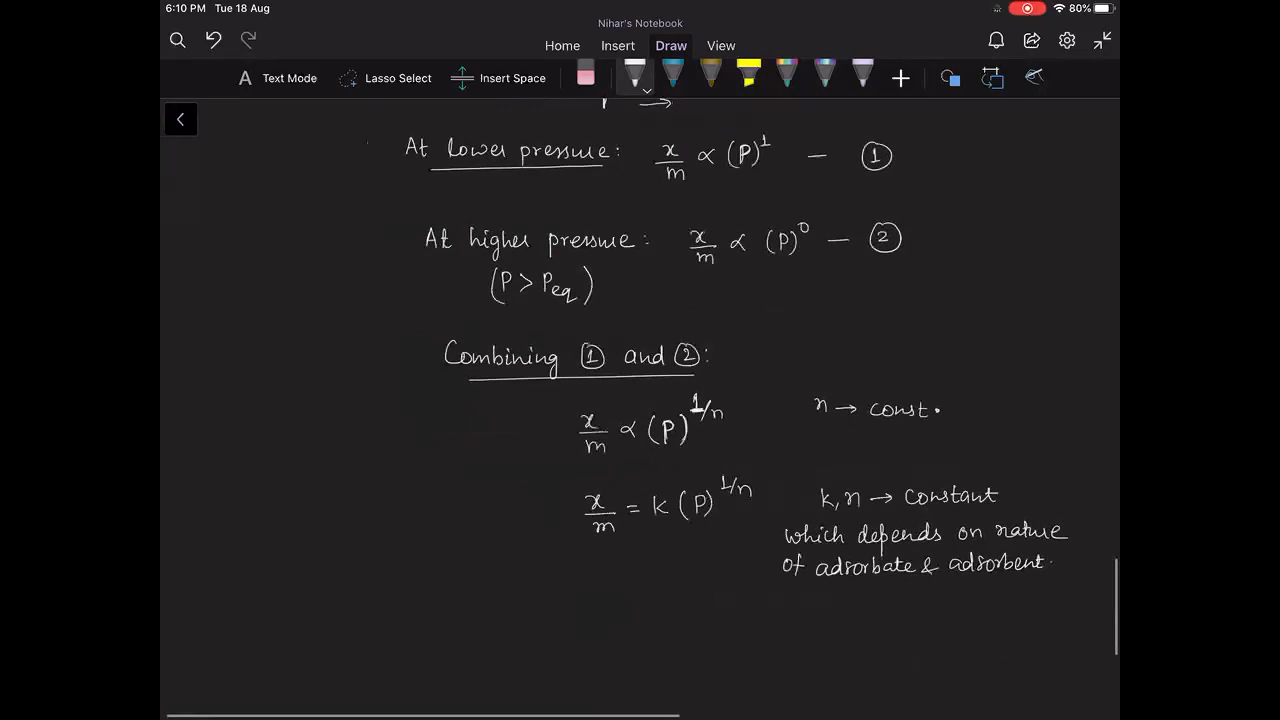 6:10 PM Tue 18 Aug
80%
Nihar's Notebook
Home Insert Draw View
A Text Mode Lasso Select Insert Space
P →
At lower pressure: x/m ∝ (P)^1 — ①
At higher pressure: x/m ∝ (P)^0 — ②
(P > Peq)
Combining ① and ②:
x/m ∝ (P)^1/n n → const.
x/m = K (P)^1/n k, n → constant
which depends on nature
of adsorbate & adsorbent.